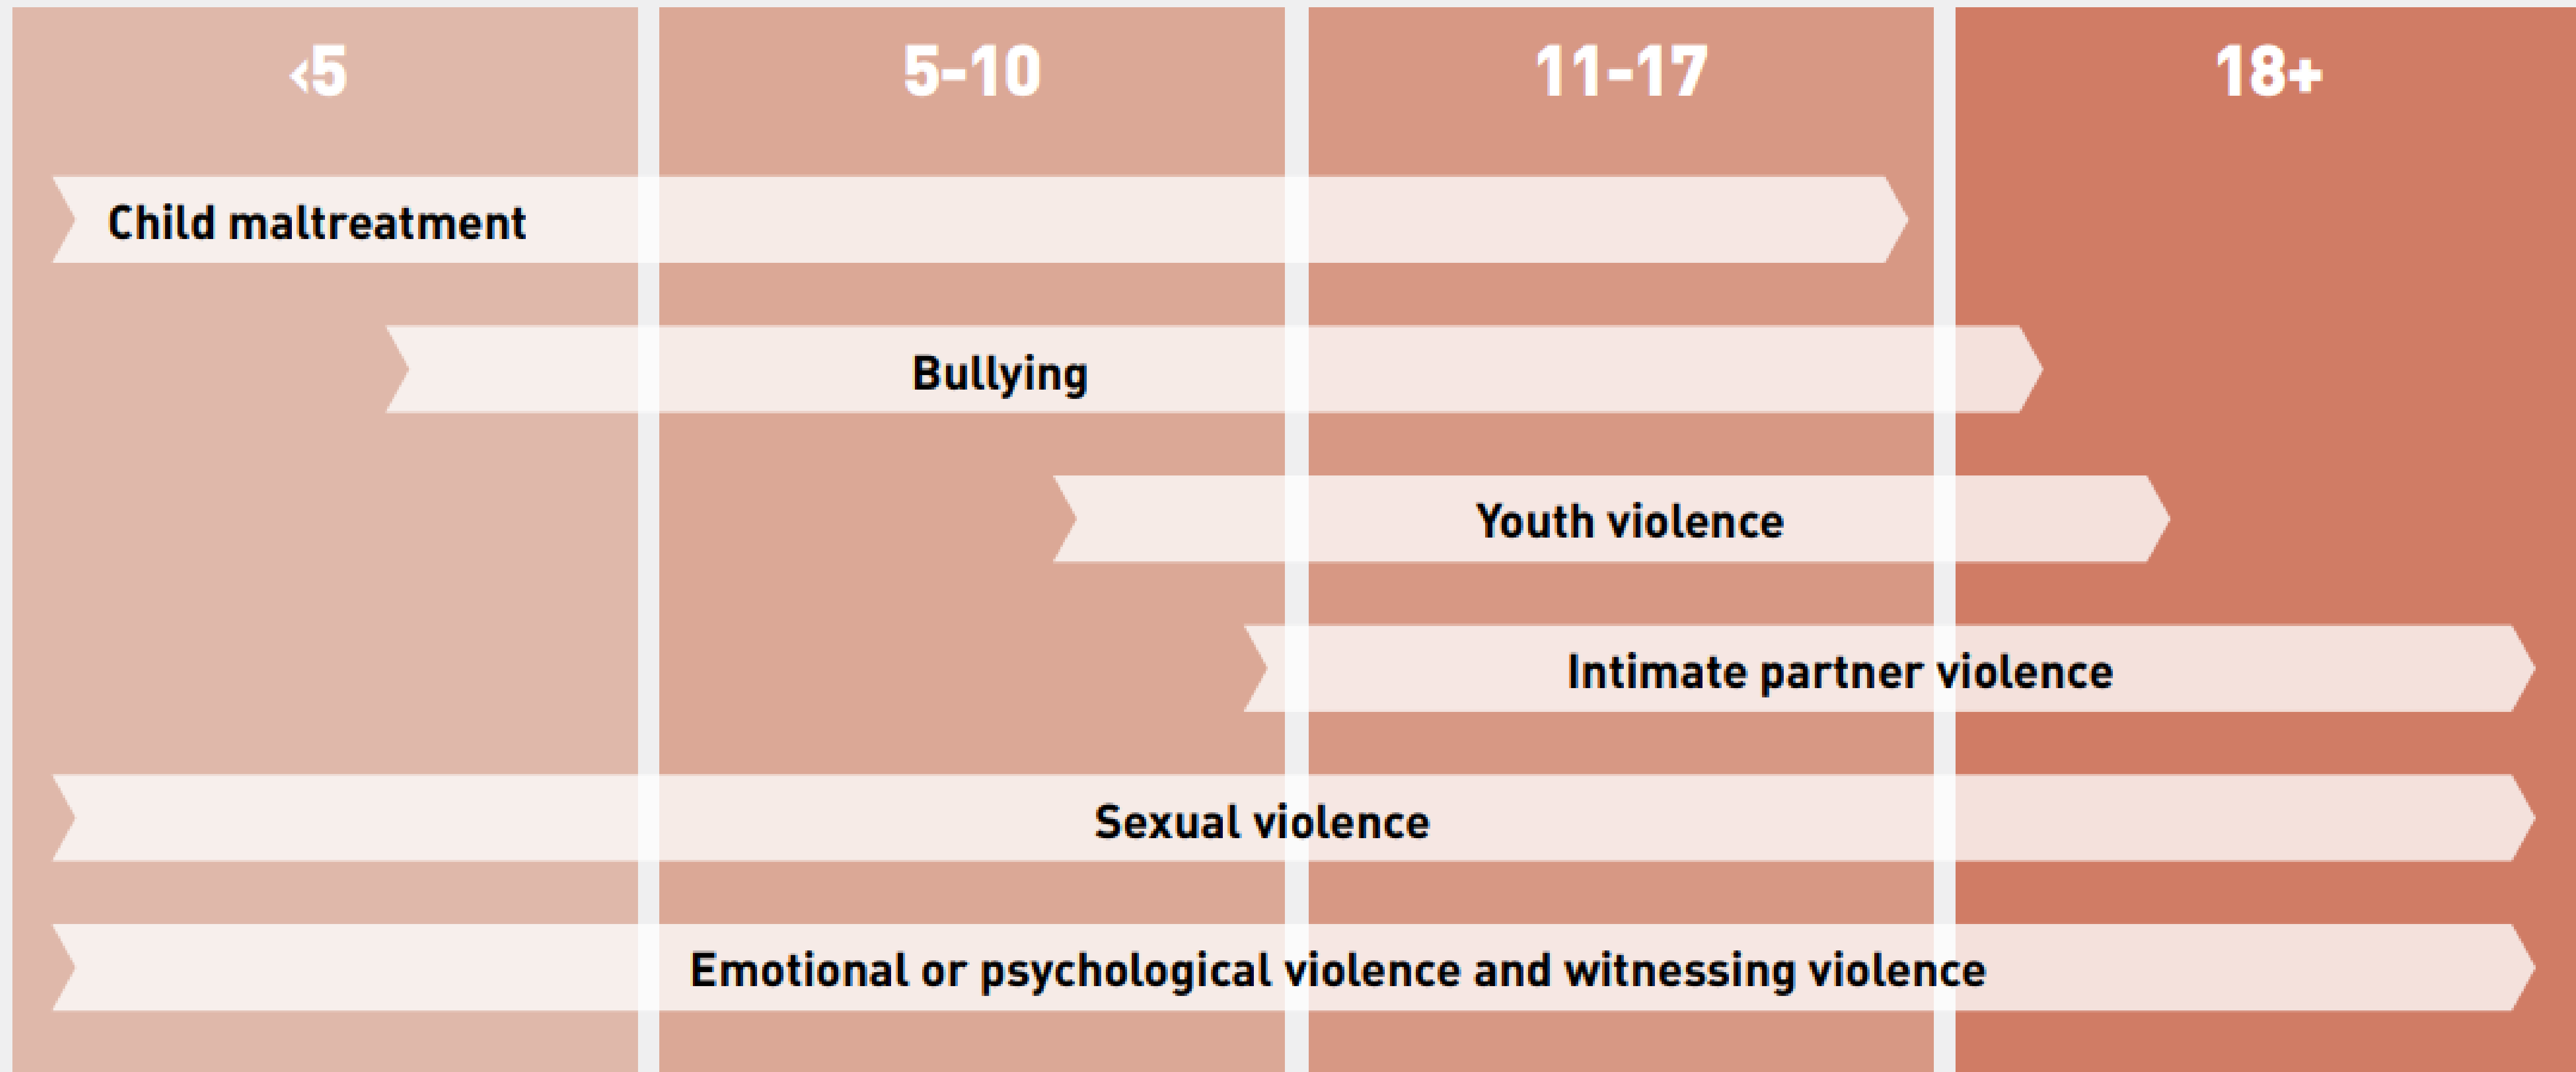 <5 5-10 11-17 18+
Child maltreatment
Bullying
Youth violence
Intimate partner violence
Sexual violence
Emotional or psychological violence and witnessing violence